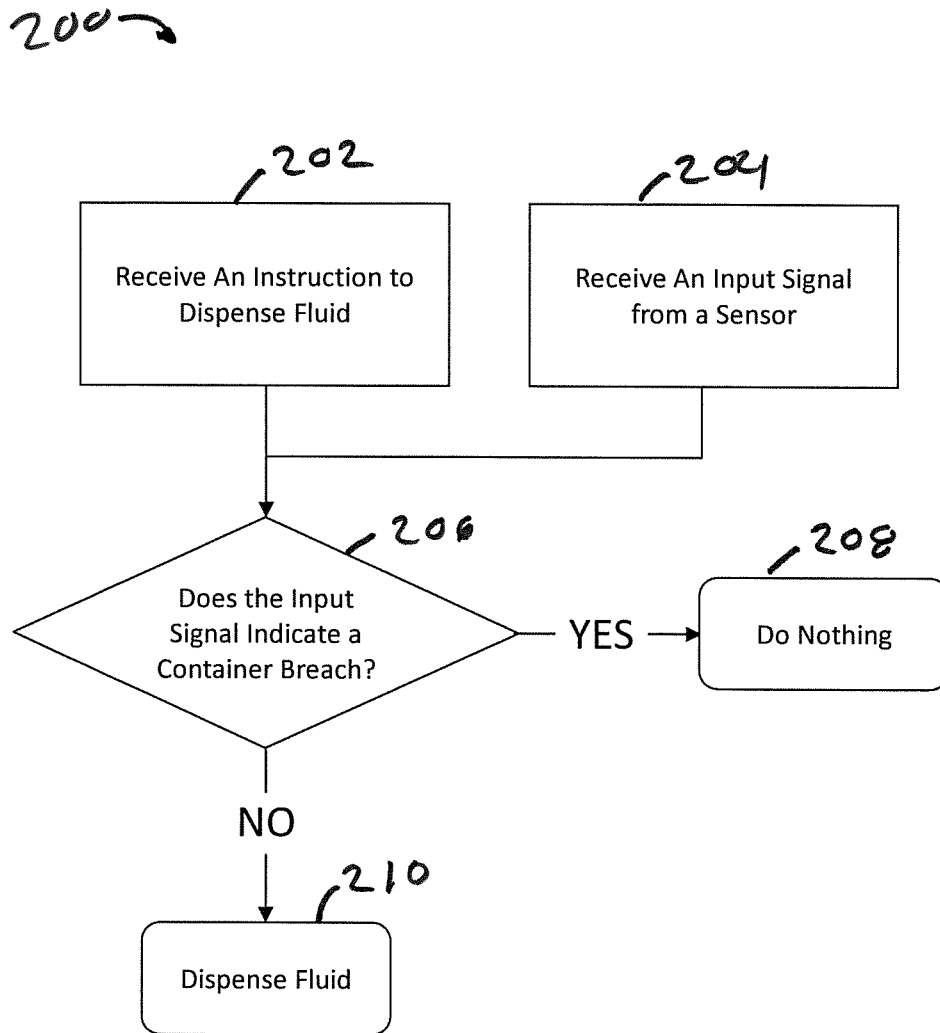 200
202
204
Receive An Instruction to
Dispense Fluid
Receive An Input Signal
from a Sensor
206
Does the Input
Signal Indicate a
Container Breach?
YES
208
Do Nothing
NO
210
Dispense Fluid